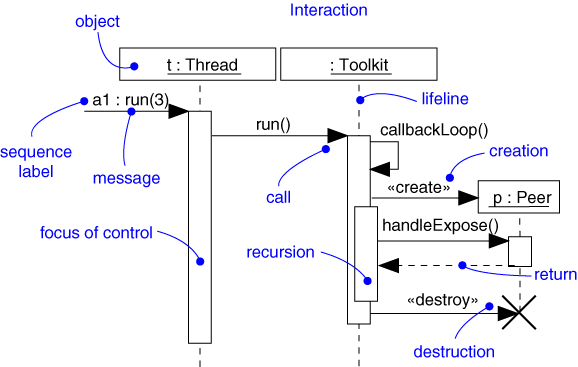 Interaction
object
t : Thread
: Toolkit
a1 : run(3)
lifeline
run()
callbackLoop()
sequence
label
message
call
creation
«create»
p : Peer
focus of control
handleExpose()
recursion
return
«destroy»
destruction